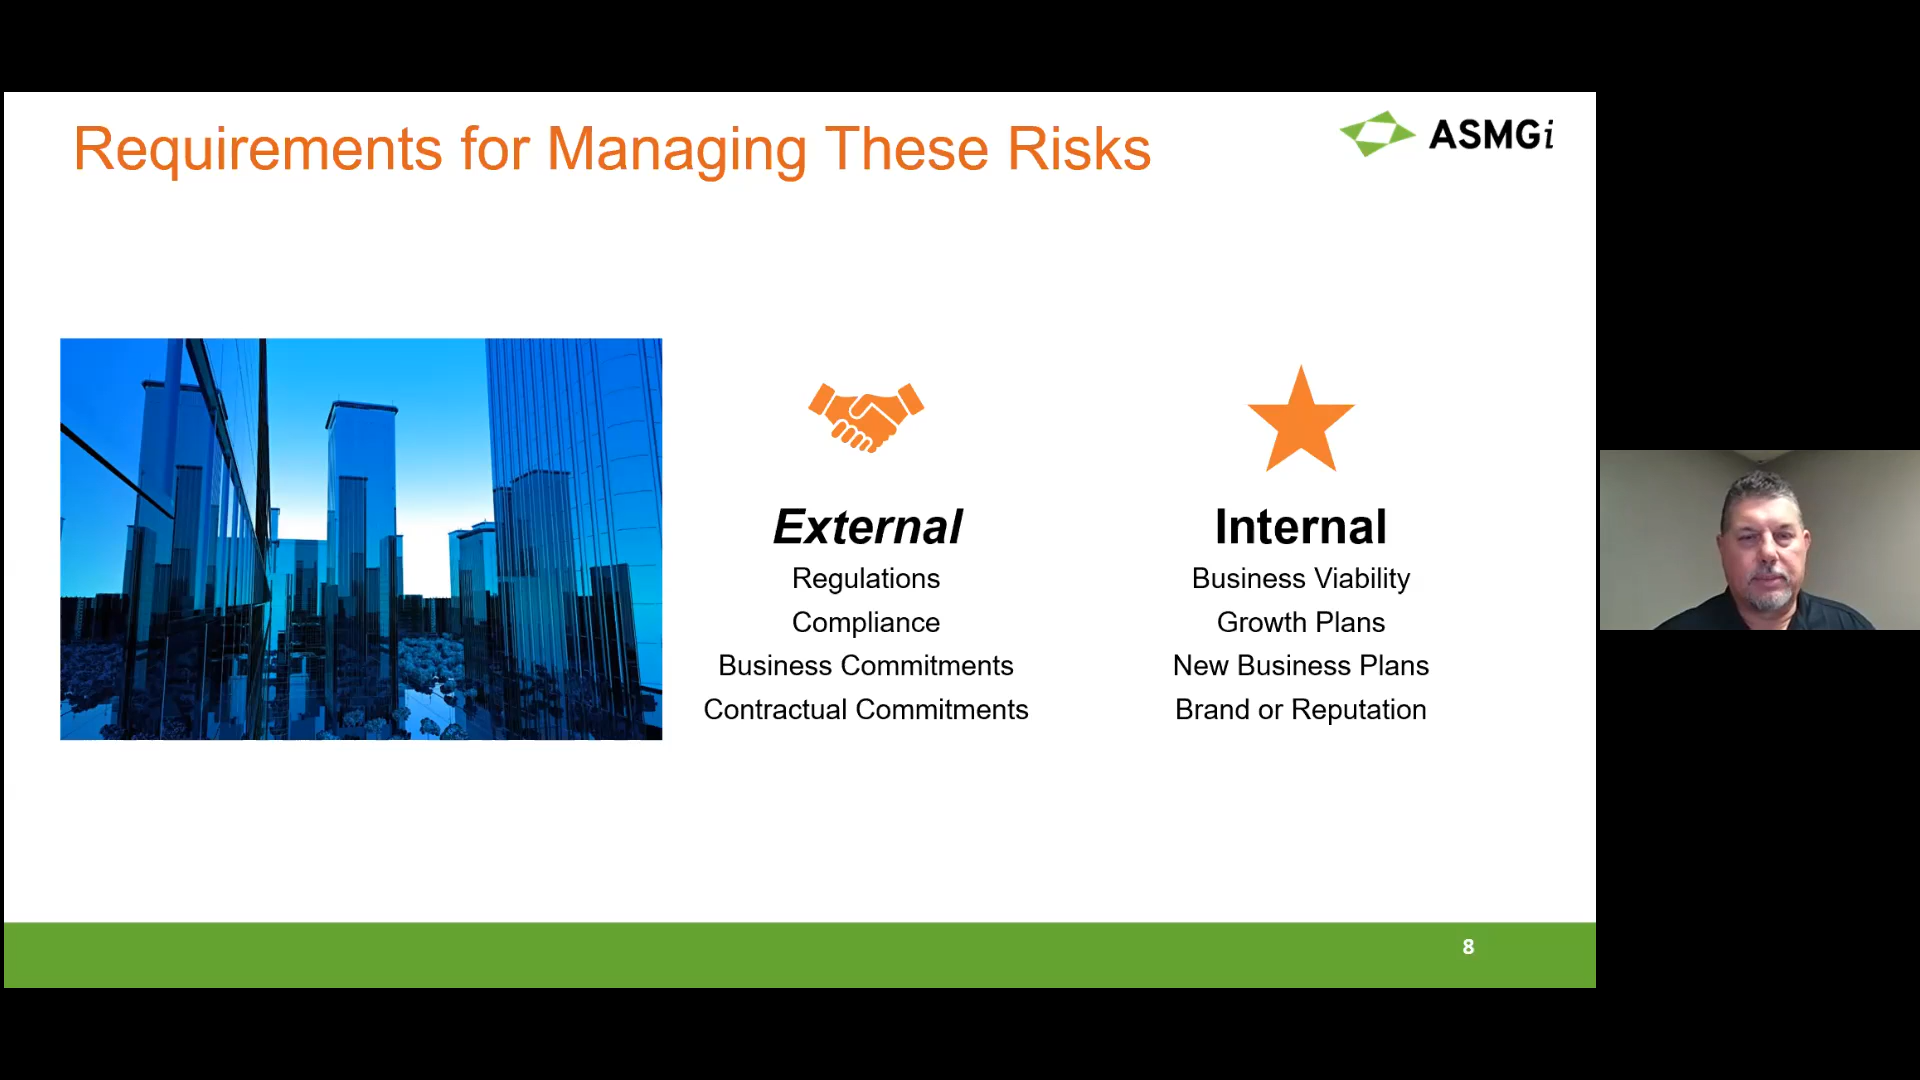 Requirements for Managing These Risks
ASMGi
External
Regulations
Compliance
Business Commitments
Contractual Commitments
Internal
Business Viability
Growth Plans
New Business Plans
Brand or Reputation
8